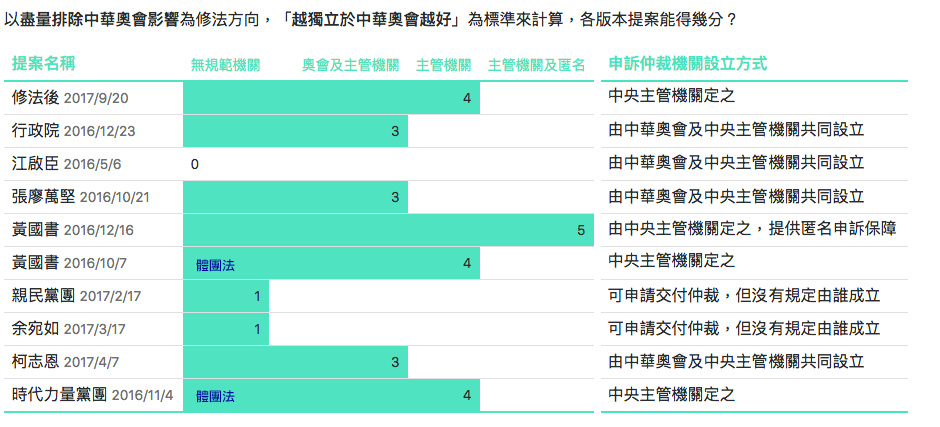 以盡量排除中華奧會影響為修法方向，「越獨立於中華奧會越好」為標準來計算，各版本提案能得幾分？
提案名稱 無規範機關 奧會及主管機關 主管機關 主管機關及匿名 申訴仲裁機關設立方式
修法後 2017/9/20 4 中央主管機關定之
行政院 2016/12/23 3 由中華奧會及中央主管機關共同設立
江啟臣 2016/5/6 0 由中華奧會及中央主管機關共同設立
張廖萬堅 2016/10/21 3 由中華奧會及中央主管機關共同設立
黃國書 2016/12/16 5 由中央主管機關定之，提供匿名申訴保障
黃國書 2016/10/7 體團法 4 中央主管機關定之
親民黨團 2017/2/17 1 可申請交付仲裁，但沒有規定由誰成立
余宛如 2017/3/17 1 可申請交付仲裁，但沒有規定由誰成立
柯志恩 2017/4/7 3 由中華奧會及中央主管機關共同設立
時代力量黨團 2016/11/4 體團法 4 中央主管機關定之